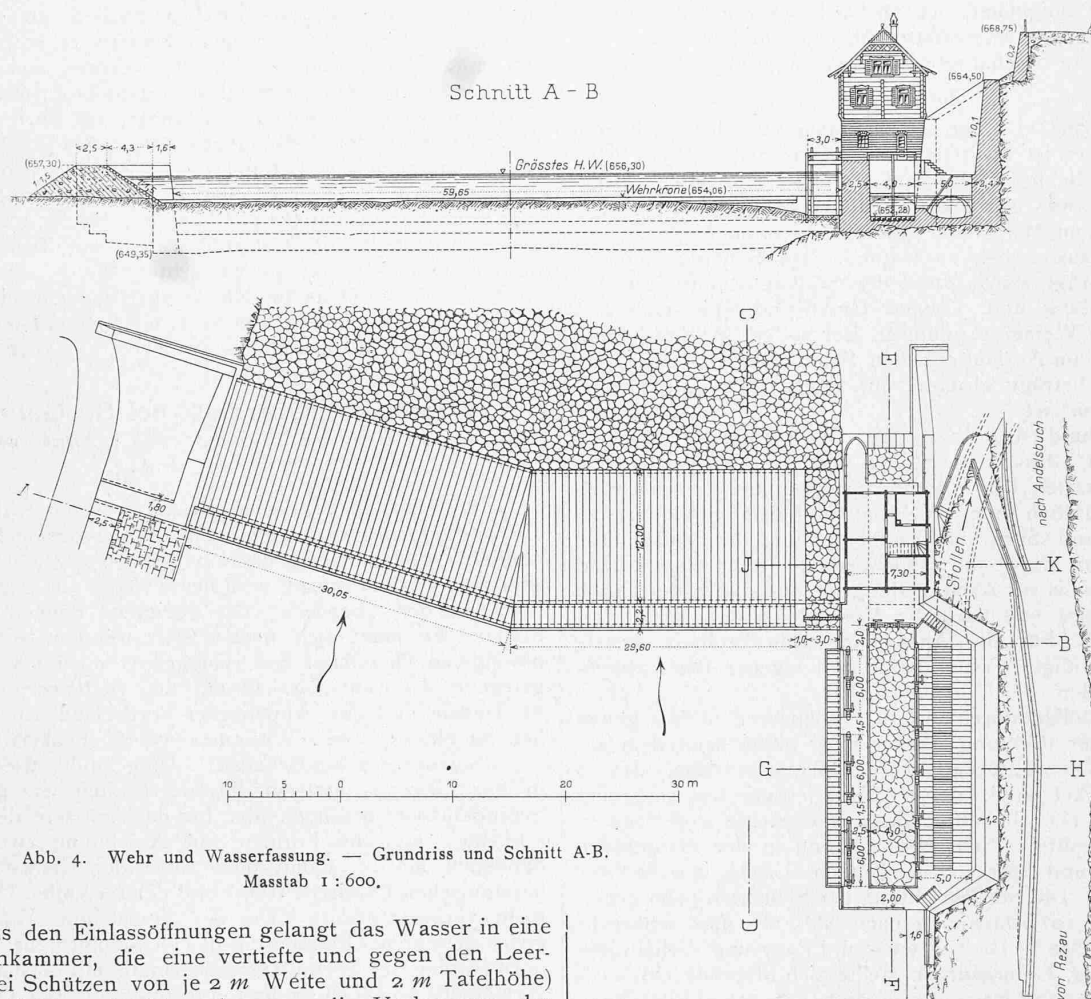 Schnitt A - B
(668,75)
0,2
(664,50)
1:0,1
3,0
2,5 4,3 1,6
(657,30)
1:1,5
Grösstes H.W. (656,30)
59,65
Wehrkrone (654,06)
2,5 4,0 5,0 2,4
(652,28)
(649,35)
C
E
nach Andelsbuch
A
1,80
2,5
12,00
J
7,30
Stollen
K
30,05
2,2
29,60
1,0 3,0
2,0
B
6,00
1,5
G
6,00
H
1,5
3,5 4,0
1,2
6,00
5,0
2,00
10 0 10 20 30 m
D
1,6
F
von Rezau
Abb. 4. Wehr und Wasserfassung. — Grundriss und Schnitt A-B.
Masstab 1 : 600.
s den Einlassöffnungen gelangt das Wasser in eine
nkammer, die eine vertiefte und gegen den Leer-
ei Schützen von je 2 m Weite und 2 m Tafelhöhe)